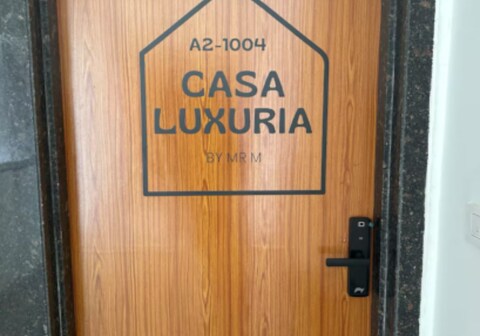 A2-1004
CASA
LUXURIA
BY MR M